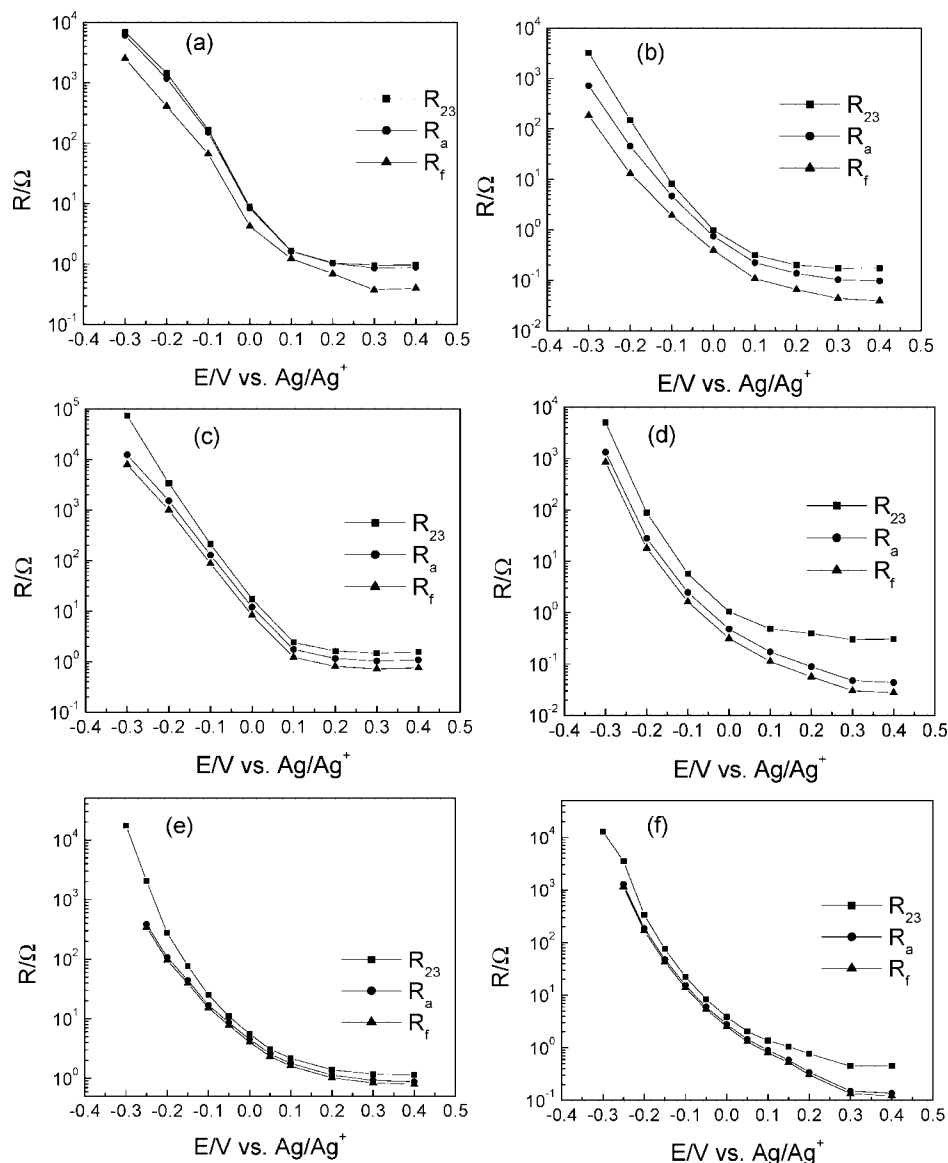 (a)
R/Ω
10⁴
10³
10²
10¹
10⁰
10⁻¹
R₂₃
Rₐ
R_f
-0.4 -0.3 -0.2 -0.1 0.0 0.1 0.2 0.3 0.4 0.5
E/V vs. Ag/Ag⁺
(b)
R/Ω
10⁴
10³
10²
10¹
10⁰
10⁻¹
10⁻²
R₂₃
Rₐ
R_f
-0.4 -0.3 -0.2 -0.1 0.0 0.1 0.2 0.3 0.4 0.5
E/V vs. Ag/Ag⁺
(c)
R/Ω
10⁵
10⁴
10³
10²
10¹
10⁰
10⁻¹
R₂₃
Rₐ
R_f
-0.4 -0.3 -0.2 -0.1 0.0 0.1 0.2 0.3 0.4 0.5
E/V vs. Ag/Ag⁺
(d)
R/Ω
10⁴
10³
10²
10¹
10⁰
10⁻¹
10⁻²
R₂₃
Rₐ
R_f
-0.4 -0.3 -0.2 -0.1 0.0 0.1 0.2 0.3 0.4 0.5
E/V vs. Ag/Ag⁺
(e)
R/Ω
10⁴
10³
10²
10¹
10⁰
R₂₃
Rₐ
R_f
-0.4 -0.3 -0.2 -0.1 0.0 0.1 0.2 0.3 0.4 0.5
E/V vs. Ag/Ag⁺
(f)
R/Ω
10⁴
10³
10²
10¹
10⁰
10⁻¹
R₂₃
Rₐ
R_f
-0.4 -0.3 -0.2 -0.1 0.0 0.1 0.2 0.3 0.4 0.5
E/V vs. Ag/Ag⁺